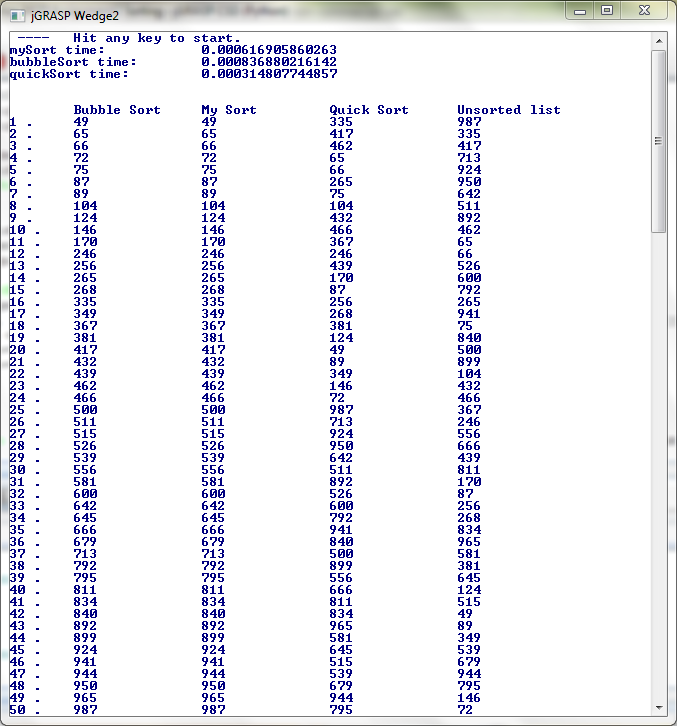 jGRASP Wedge2
---- Hit any key to start.
mySort time: 0.000616905860263
bubbleSort time: 0.000836880216142
quickSort time: 0.000314807744857
Bubble Sort My Sort Quick Sort Unsorted list
1 . 49 49 335 987
2 . 65 65 417 335
3 . 66 66 462 417
4 . 72 72 65 713
5 . 75 75 66 924
6 . 87 87 265 950
7 . 89 89 75 642
8 . 104 104 104 511
9 . 124 124 432 892
10 . 146 146 466 462
11 . 170 170 367 65
12 . 246 246 246 66
13 . 256 256 439 526
14 . 265 265 170 600
15 . 268 268 87 792
16 . 335 335 256 265
17 . 349 349 268 941
18 . 367 367 381 75
19 . 381 381 124 840
20 . 417 417 49 500
21 . 432 432 89 899
22 . 439 439 349 104
23 . 462 462 146 432
24 . 466 466 72 466
25 . 500 500 987 367
26 . 511 511 713 246
27 . 515 515 924 556
28 . 526 526 950 666
29 . 539 539 642 439
30 . 556 556 511 811
31 . 581 581 892 170
32 . 600 600 526 87
33 . 642 642 600 256
34 . 645 645 792 268
35 . 666 666 941 834
36 . 679 679 840 965
37 . 713 713 500 581
38 . 792 792 899 381
39 . 795 795 556 645
40 . 811 811 666 124
41 . 834 834 811 515
42 . 840 840 834 49
43 . 892 892 965 89
44 . 899 899 581 349
45 . 924 924 645 539
46 . 941 941 515 679
47 . 944 944 539 944
48 . 950 950 679 795
49 . 965 965 944 146
50 . 987 987 795 72